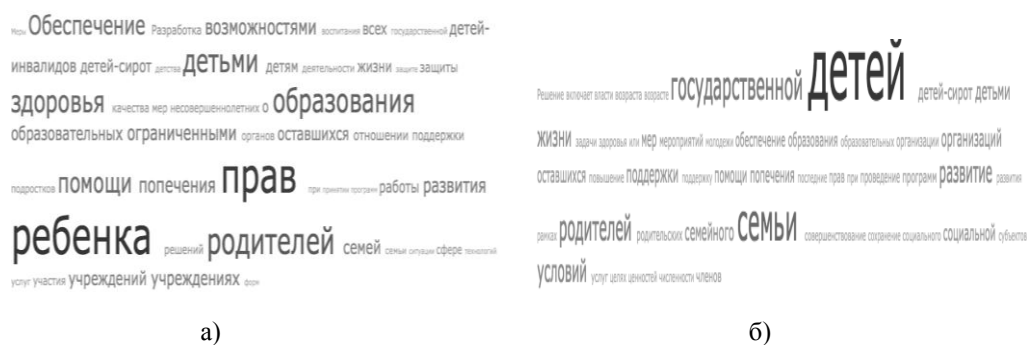 Меры Обеспечение Разработка возможностями воспитания всех государственной детей-
инвалидов детей-сирот детства детьми детям деятельности жизни защите защиты
здоровья качества мер несовершеннолетних о образования
образовательных ограниченными органов оставшихся отношении поддержки
подростков помощи попечения прав при принятии программ работы развития
ребенка решений родителей семей семьи ситуации сфере технологий
услуг участия учреждений учреждениях форм
а)
Решение включает власти возраста возрасте государственной детей детей-сирот детьми
жизни задачи здоровья или мер мероприятий молодежи обеспечение образования образовательных организации организаций
оставшихся повышение поддержки поддержку помощи попечения последние прав при проведение программ развитие развития
рамках родителей родительских семейного семьи совершенствование сохранение социального социальной субъектов
условий услуг целях ценностей численности членов
б)